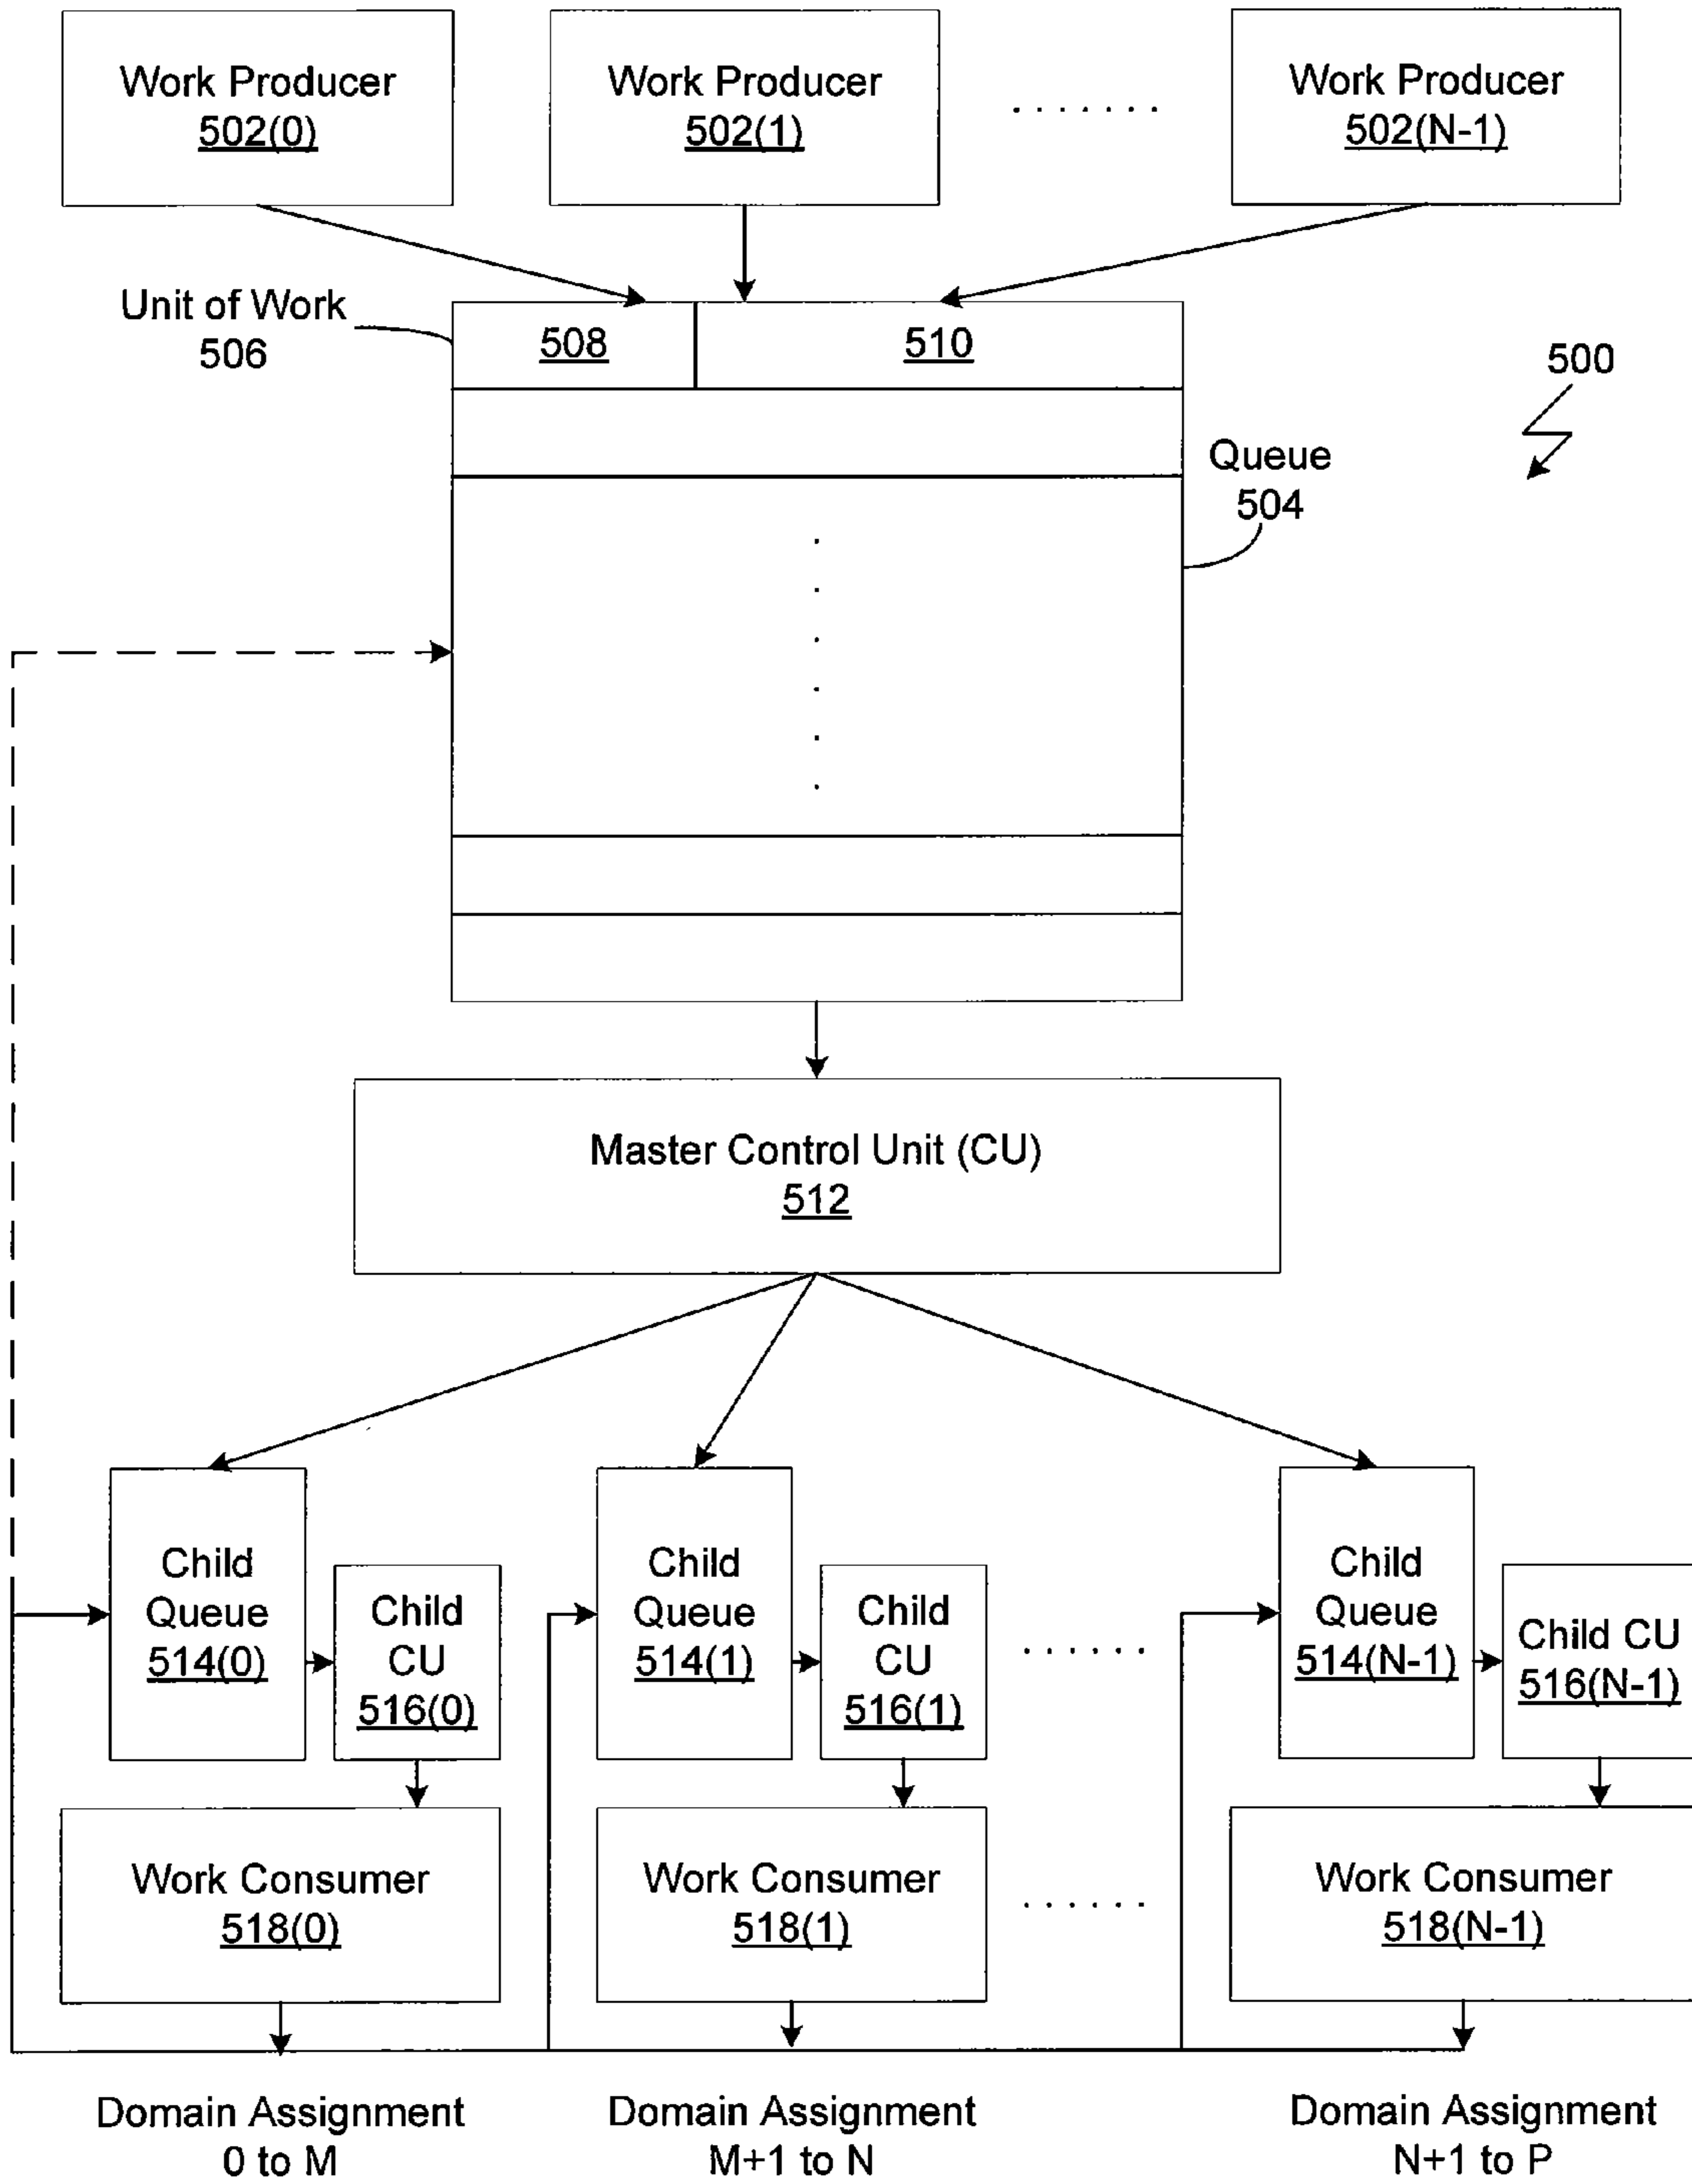 Work Producer
502(0)
Work Producer
502(1)
.......
Work Producer
502(N-1)
Unit of Work
506
508
510
500
Queue
504
Master Control Unit (CU)
512
Child
Queue
514(0)
Child
CU
516(0)
Child
Queue
514(1)
Child
CU
516(1)
......
Child
Queue
514(N-1)
Child CU
516(N-1)
Work Consumer
518(0)
Work Consumer
518(1)
......
Work Consumer
518(N-1)
Domain Assignment
0 to M
Domain Assignment
M+1 to N
Domain Assignment
N+1 to P